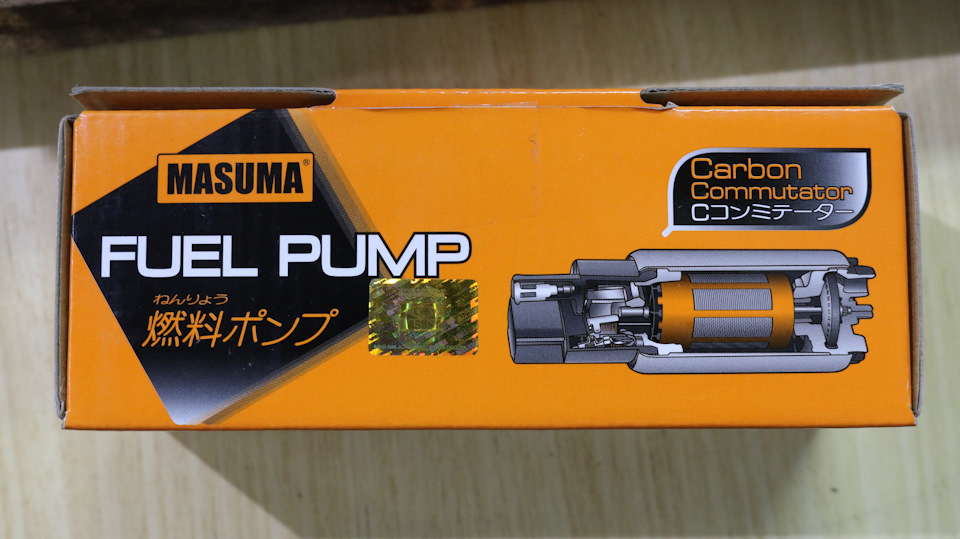 MASUMA®
FUEL PUMP
ねんりょう
燃料ポンプ
Carbon
Commutator
Cコンミテーター
MASUMA